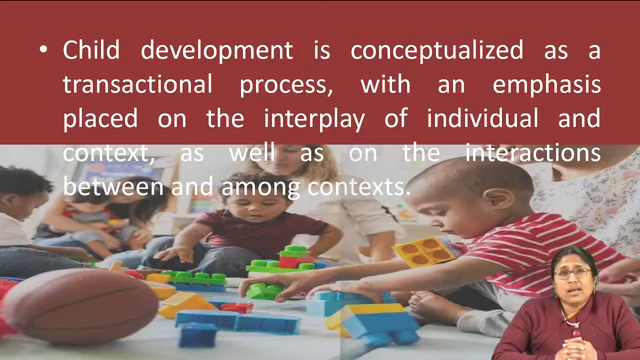 • Child development is conceptualized as a
transactional process, with an emphasis
placed on the interplay of individual and
context, as well as on the interactions
between and among contexts.